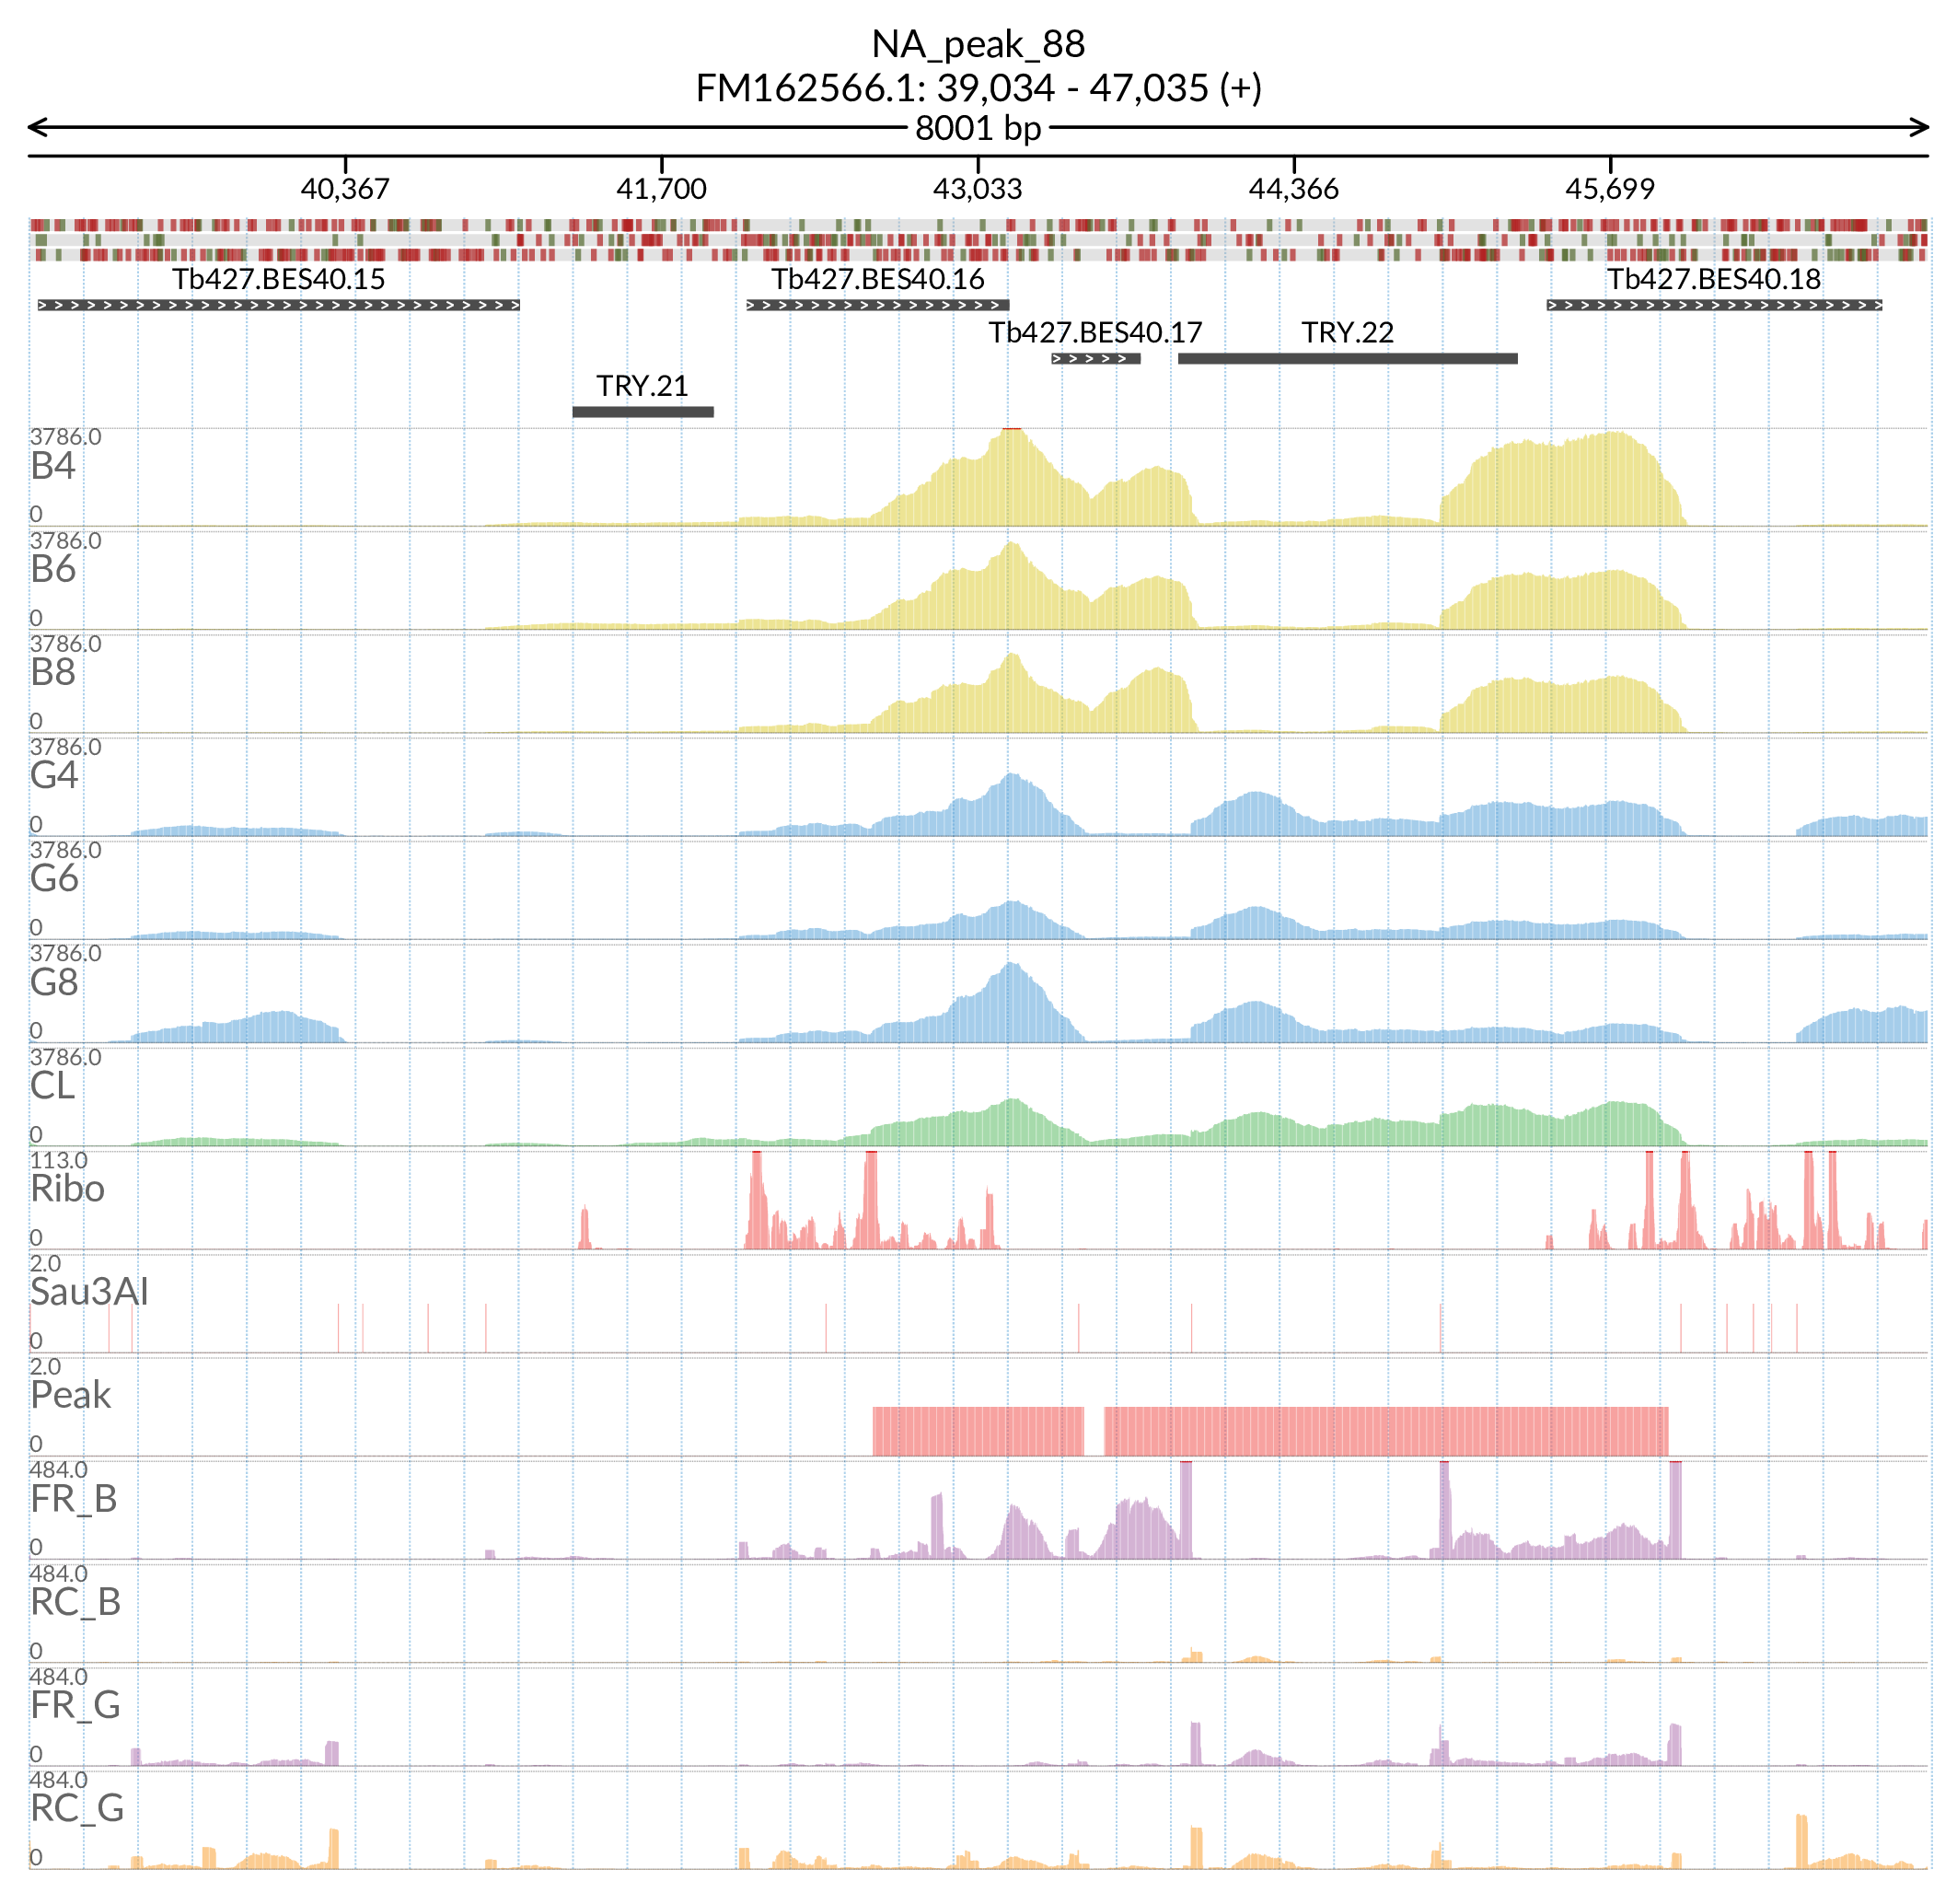 NA_peak_88
FM162566.1: 39,034 - 47,035 (+)
8001 bp
40,367 41,700 43,033 44,366 45,699
Tb427.BES40.15 Tb427.BES40.16 Tb427.BES40.18
Tb427.BES40.17 TRY.22
TRY.21
3786.0
B4
0
3786.0
B6
0
3786.0
B8
0
3786.0
G4
0
3786.0
G6
0
3786.0
G8
0
3786.0
CL
0
113.0
Ribo
0
2.0
Sau3AI
0
2.0
Peak
0
484.0
FR_B
0
484.0
RC_B
0
484.0
FR_G
0
484.0
RC_G
0